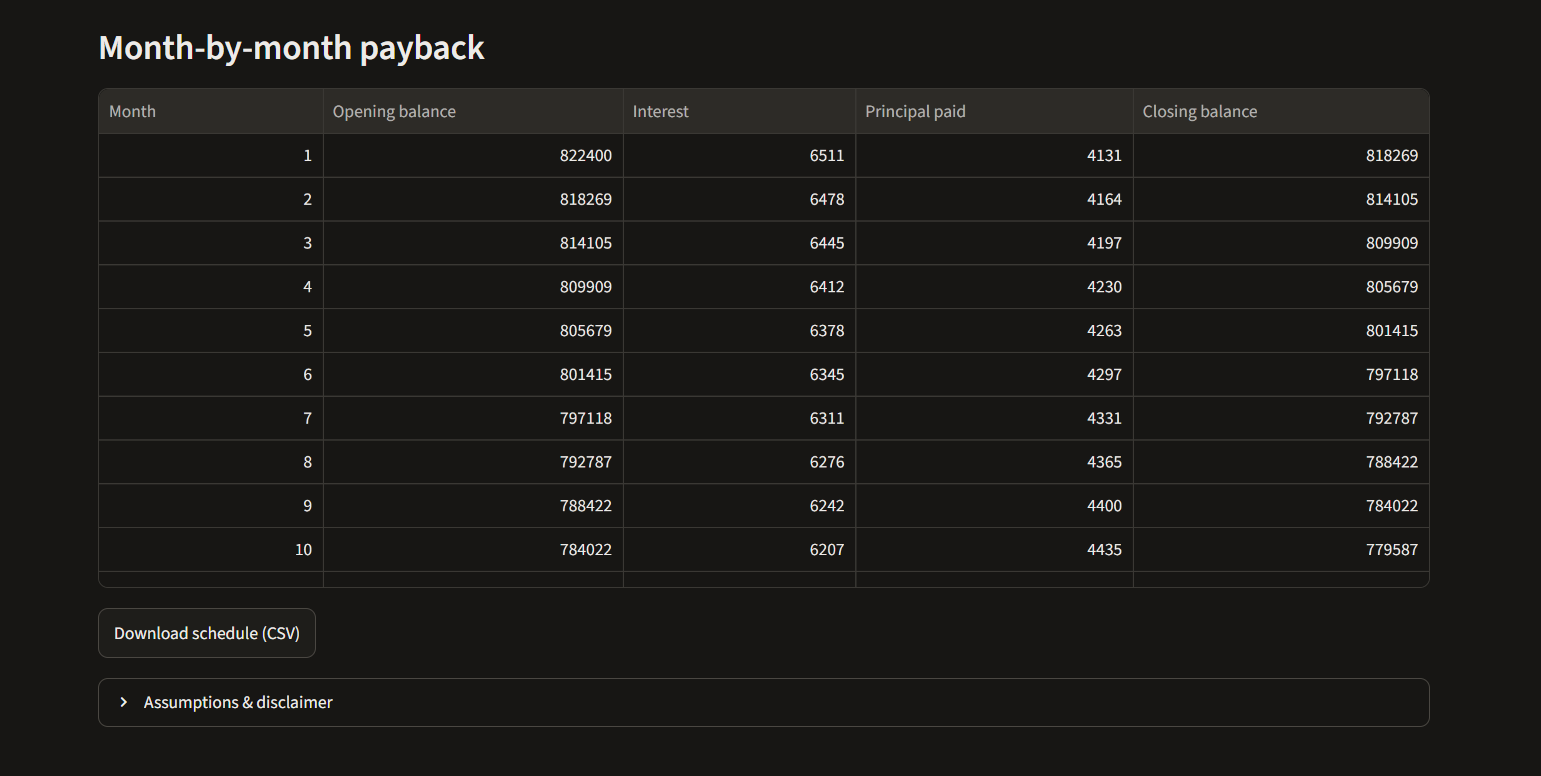 Month-by-month payback
Month Opening balance Interest Principal paid Closing balance
1 822400 6511 4131 818269
2 818269 6478 4164 814105
3 814105 6445 4197 809909
4 809909 6412 4230 805679
5 805679 6378 4263 801415
6 801415 6345 4297 797118
7 797118 6311 4331 792787
8 792787 6276 4365 788422
9 788422 6242 4400 784022
10 784022 6207 4435 779587
Download schedule (CSV)
Assumptions & disclaimer